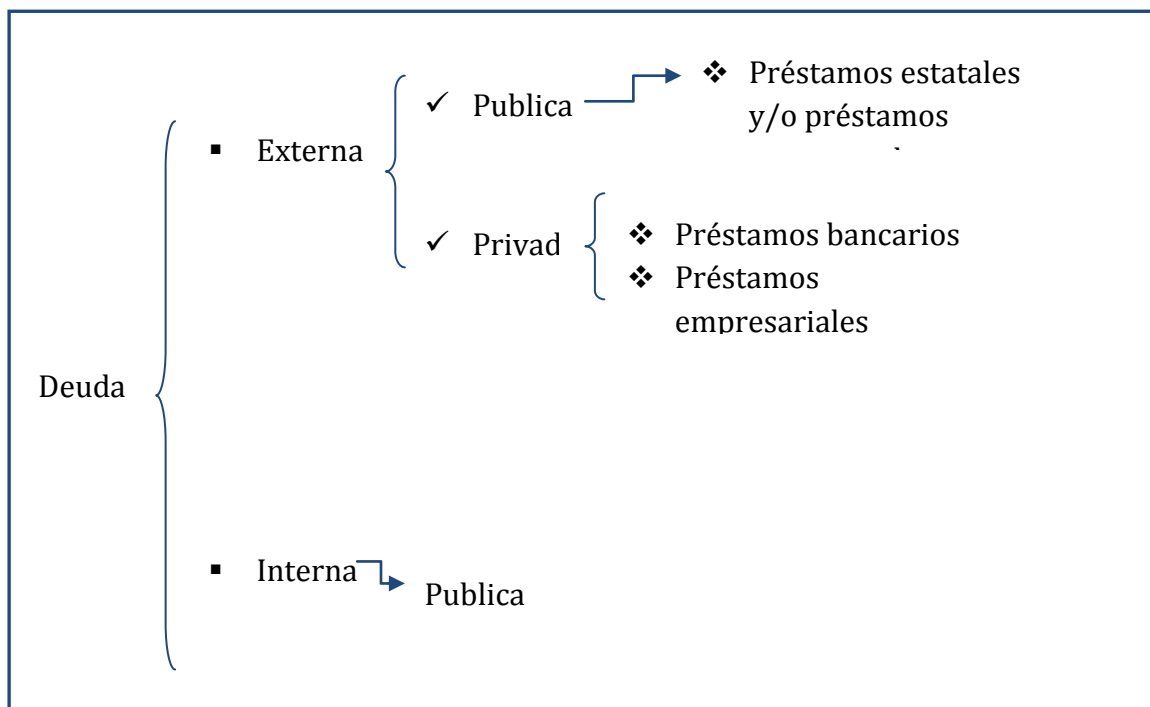 Préstamos estatales
Publica
y/o préstamos
Externa
Privad
Préstamos bancarios
Préstamos
empresariales
Deuda
Interna
Publica